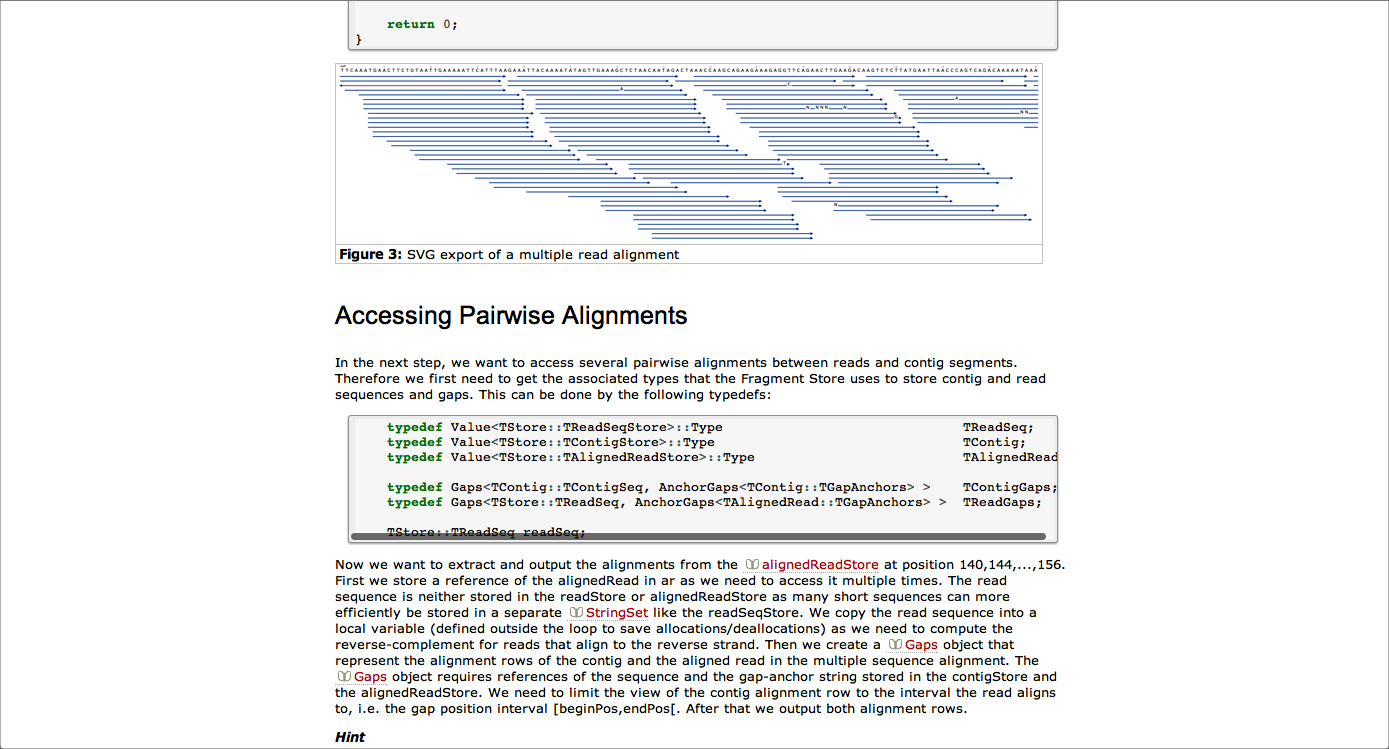 return 0;
}
TTCAAATGAACTTCTGTAATTGAAAAATTCATTTAAGAAATTACAAAATATAGTTGAAAGCTCTAACAATAGACTAAACCAAGCAGAAGAAAGAGGTTCAGAACTTGAAGACAAGTCTCTTATGAATTAACCCAGTCAGACAAAAATAAA
Figure 3: SVG export of a multiple read alignment
Accessing Pairwise Alignments
In the next step, we want to access several pairwise alignments between reads and contig segments.
Therefore we first need to get the associated types that the Fragment Store uses to store contig and read
sequences and gaps. This can be done by the following typedefs:
typedef Value<TStore::TReadSeqStore>::Type TReadSeq;
typedef Value<TStore::TContigStore>::Type TContig;
typedef Value<TStore::TAlignedReadStore>::Type TAlignedRead
typedef Gaps<TContig::TContigSeq, AnchorGaps<TContig::TGapAnchors> > TContigGaps;
typedef Gaps<TStore::TReadSeq, AnchorGaps<TAlignedRead::TGapAnchors> > TReadGaps;
TStore::TReadSeq readSeq;
Now we want to extract and output the alignments from the alignedReadStore at position 140,144,...,156.
First we store a reference of the alignedRead in ar as we need to access it multiple times. The read
sequence is neither stored in the readStore or alignedReadStore as many short sequences can more
efficiently be stored in a separate StringSet like the readSeqStore. We copy the read sequence into a
local variable (defined outside the loop to save allocations/deallocations) as we need to compute the
reverse-complement for reads that align to the reverse strand. Then we create a Gaps object that
represent the alignment rows of the contig and the aligned read in the multiple sequence alignment. The
Gaps object requires references of the sequence and the gap-anchor string stored in the contigStore and
the alignedReadStore. We need to limit the view of the contig alignment row to the interval the read aligns
to, i.e. the gap position interval [beginPos,endPos[. After that we output both alignment rows.
Hint